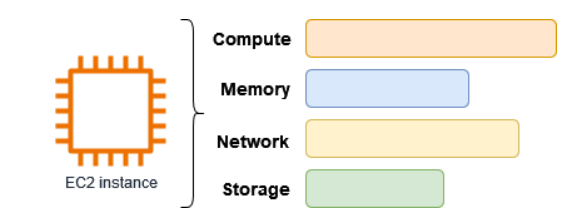 Compute
Memory
Network
Storage
EC2 instance